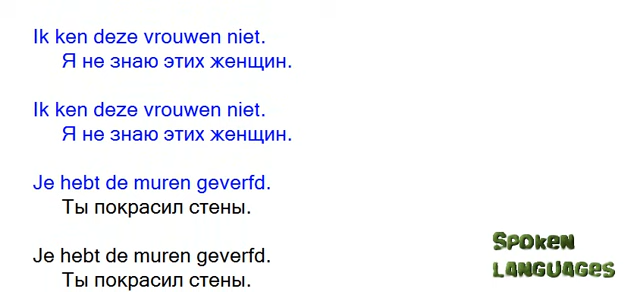 Ik ken deze vrouwen niet.
Я не знаю этих женщин.
Ik ken deze vrouwen niet.
Я не знаю этих женщин.
Je hebt de muren geverfd.
Ты покрасил стены.
Je hebt de muren geverfd.
Ты покрасил стены.
Spoken
Languages